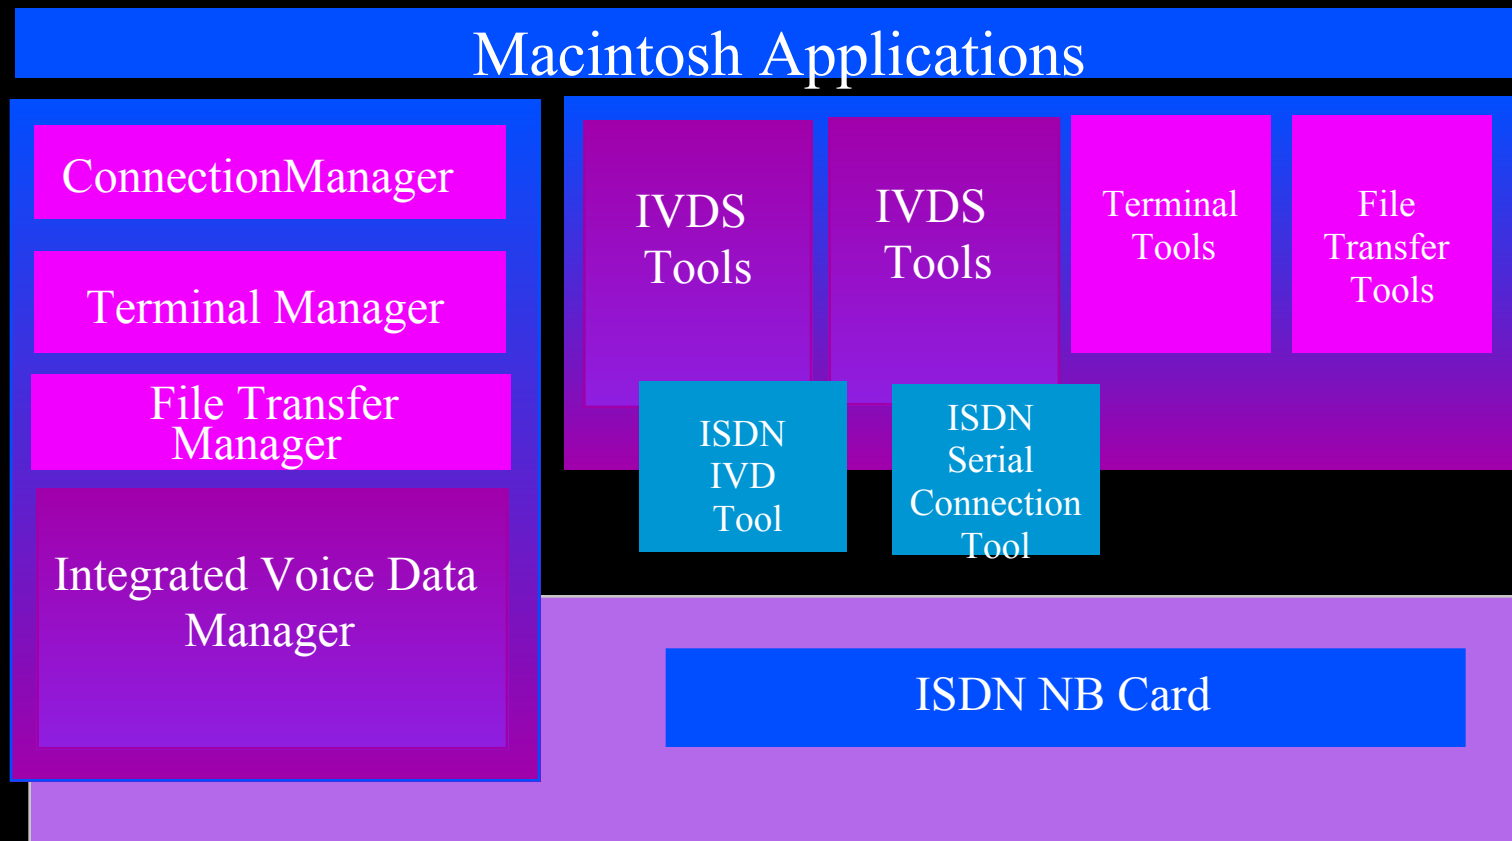 Macintosh Applications
ConnectionManager
Terminal Manager
File Transfer
Manager
Integrated Voice Data
Manager
IVDS
Tools
IVDS
Tools
Terminal
Tools
File
Transfer
Tools
ISDN
IVD
Tool
ISDN
Serial
Connection
Tool
ISDN NB Card